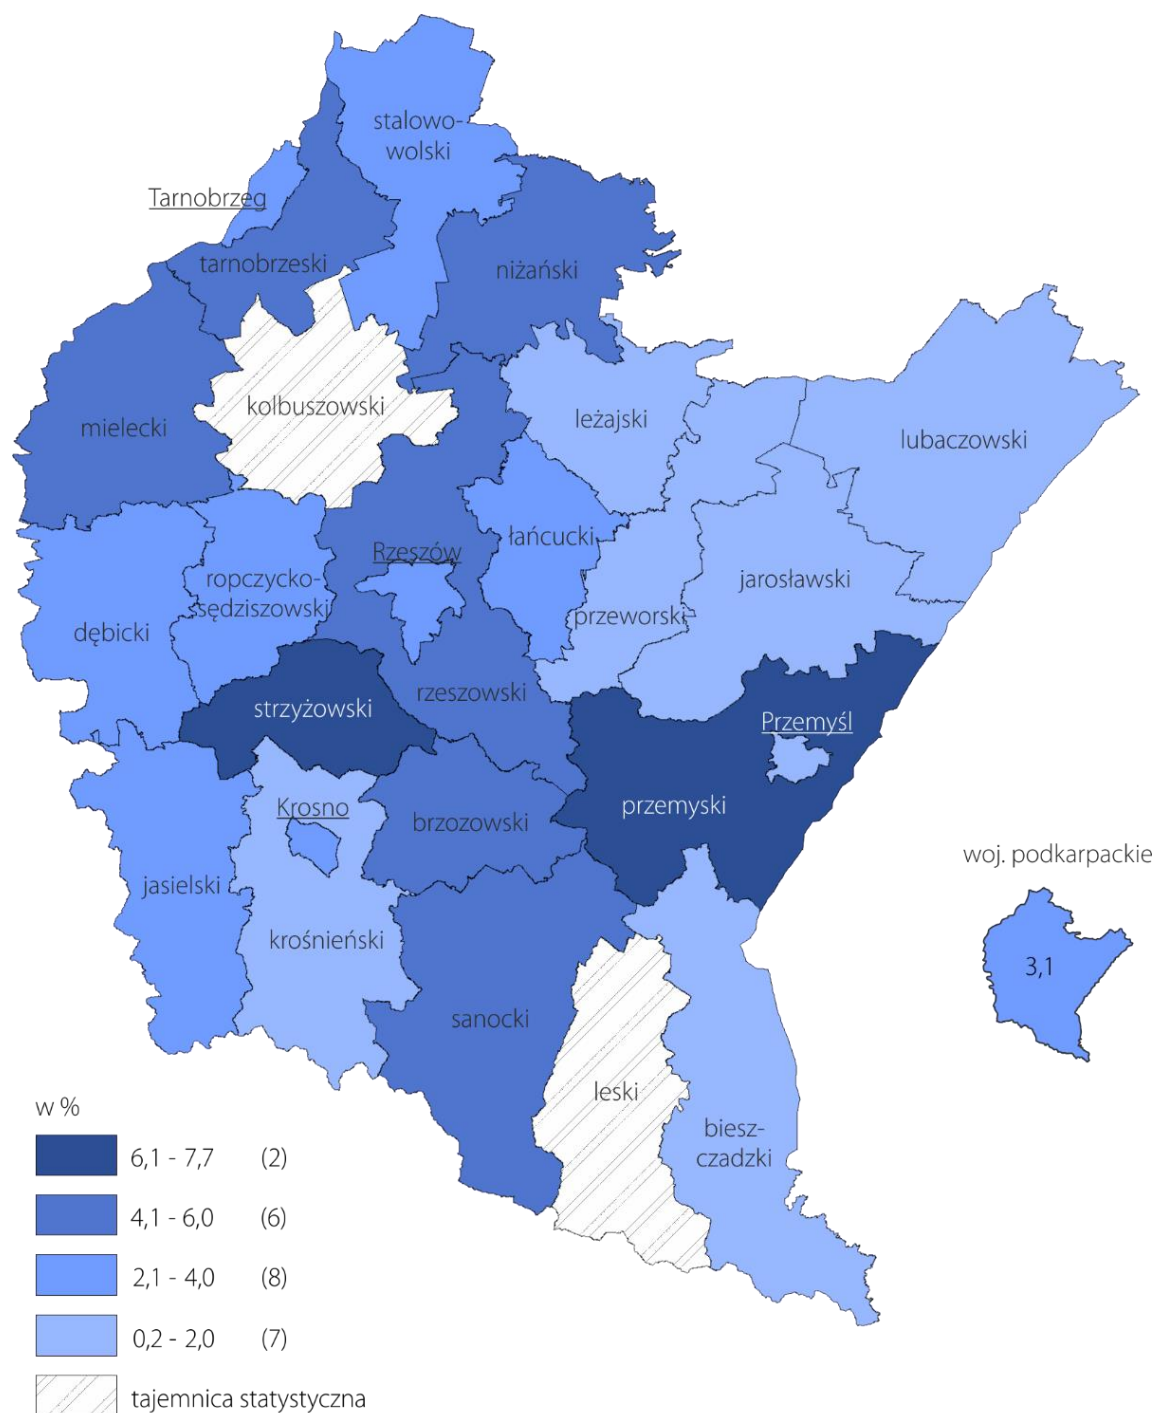 stalowo-
wolski
Tarnobrzeg
tarnobrzeski
niżański
kolbuszowski
mielecki
leżajski
lubaczowski
łańcucki
Rzeszów
ropczycko-
sędziszowski
jarosławski
przeworski
dębicki
rzeszowski
strzyżowski
Przemyśl
przemyski
Krosno
brzozowski
woj. podkarpackie
jasielski
krośnieński
3,1
sanocki
leski
biesz-
czadzki
w %
6,1 - 7,7 (2)
4,1 - 6,0 (6)
2,1 - 4,0 (8)
0,2 - 2,0 (7)
tajemnica statystyczna